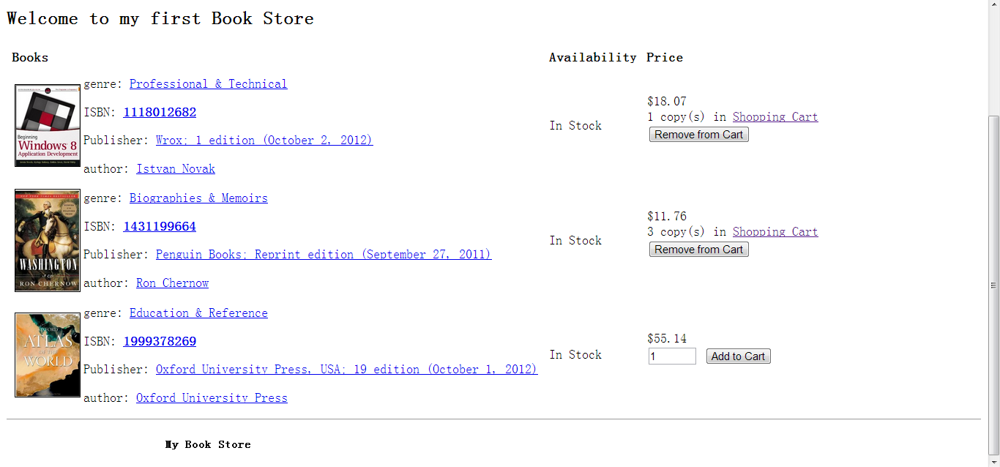 Welcome to my first Book Store
Books
Availability
Price
Beginning
Windows 8
Application Development
genre: Professional & Technical
ISBN: 1118012682
Publisher: Wrox; 1 edition (October 2, 2012)
author: Istvan Novak
In Stock
$18.07
1 copy(s) in Shopping Cart
Remove from Cart
WASHINGTON
RON CHERNOW
genre: Biographies & Memoirs
ISBN: 1431199664
Publisher: Penguin Books; Reprint edition (September 27, 2011)
author: Ron Chernow
In Stock
$11.76
3 copy(s) in Shopping Cart
Remove from Cart
OXFORD
ATLAS
OF THE
WORLD
genre: Education & Reference
ISBN: 1999378269
Publisher: Oxford University Press, USA; 19 edition (October 1, 2012)
author: Oxford University Press
In Stock
$55.14
1
Add to Cart
My Book Store